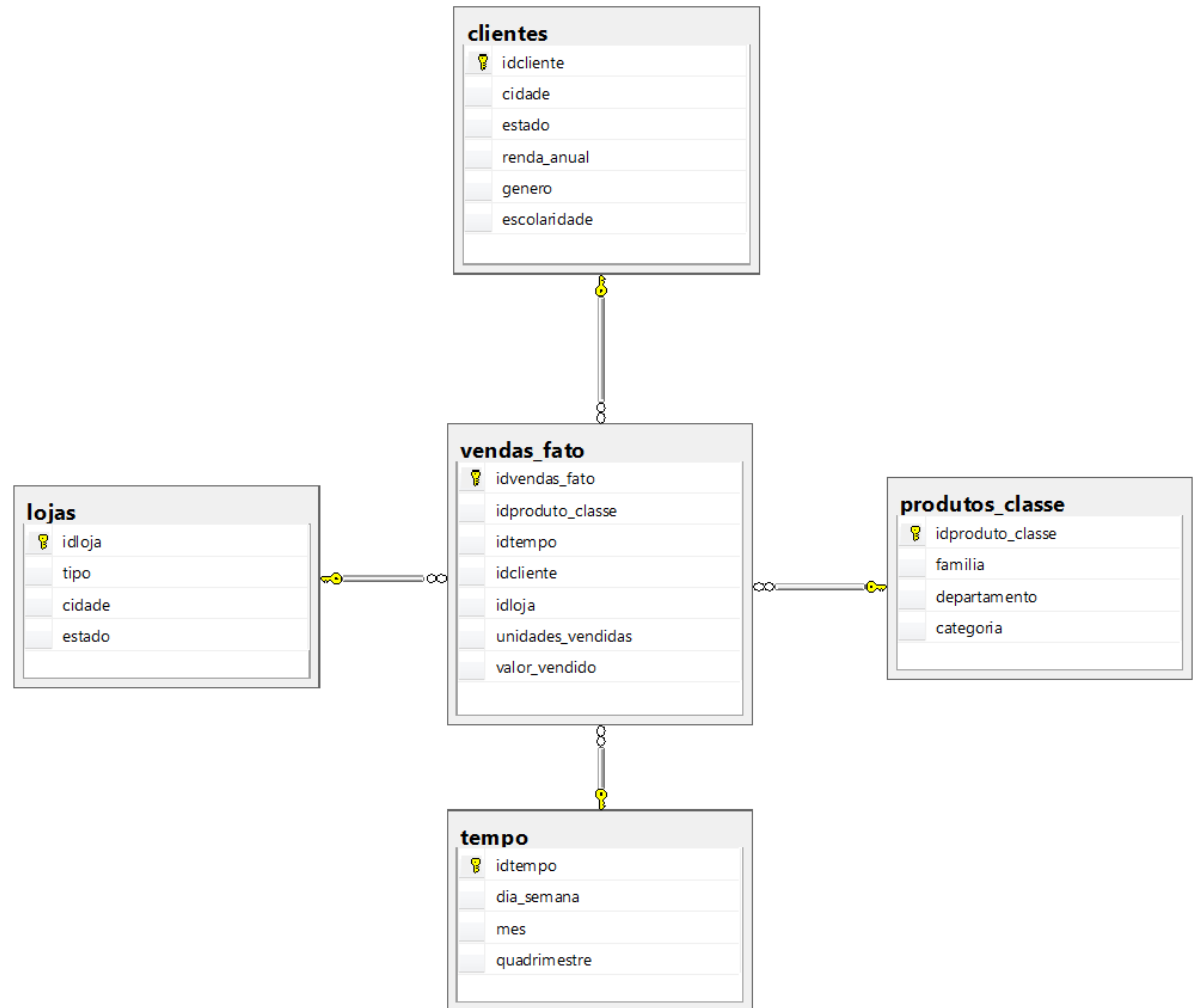 clientes
idcliente
cidade
estado
renda_anual
genero
escolaridade
vendas_fato
idvendas_fato
idproduto_classe
idtempo
idcliente
idloja
unidades_vendidas
valor_vendido
lojas
idloja
tipo
cidade
estado
produtos_classe
idproduto_classe
familia
departamento
categoria
tempo
idtempo
dia_semana
mes
quadrimestre